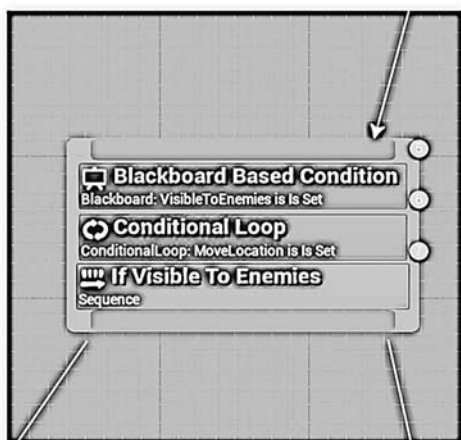 Blackboard Based Condition
Blackboard: VisibleToEnemies is Is Set
Conditional Loop
ConditionalLoop: MoveLocation is Is Set
If Visible To Enemies
Sequence